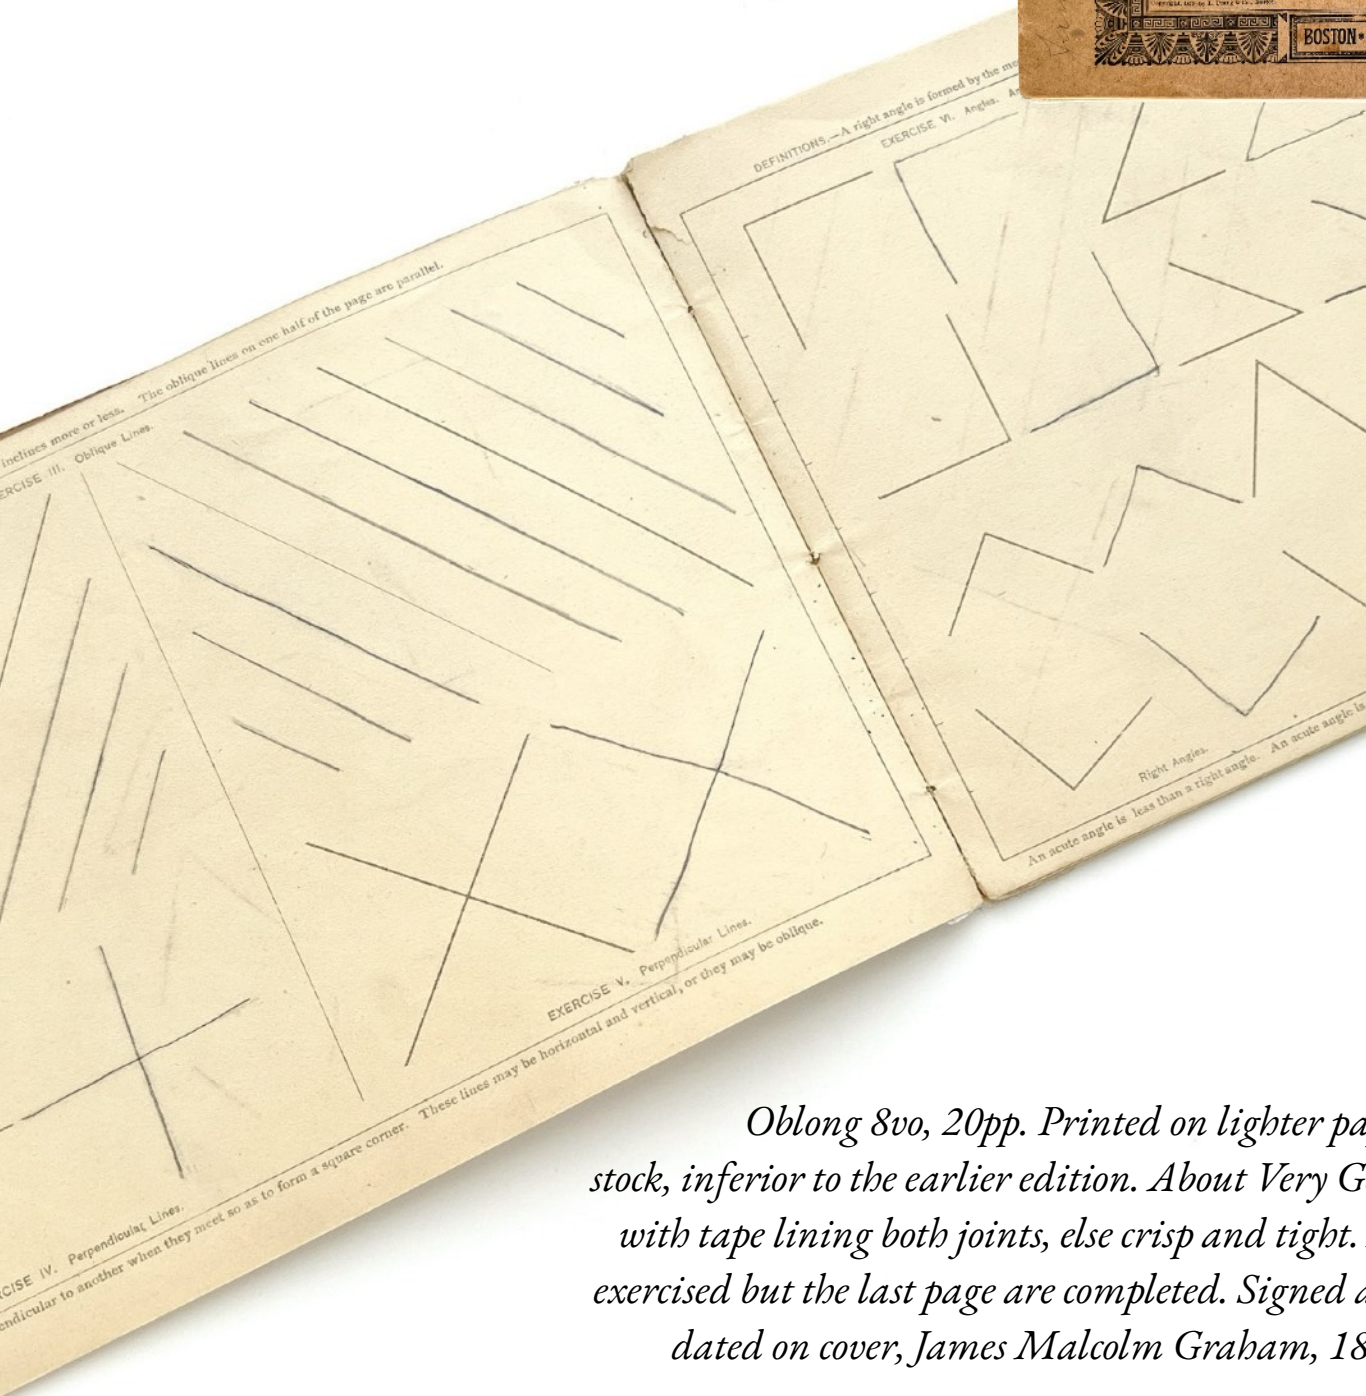 BOSTON
DEFINITIONS.—A right angle is formed by the
EXERCISE VI. Angles.
inclines more or less. The oblique lines on one half of the page are parallel.
EXERCISE III. Oblique Lines.
Right Angles.
An acute angle is less than a right angle. An acute angle is
EXERCISE V. Perpendicular Lines.
CISE IV. Perpendicular Lines.
endicular to another when they meet so as to form a square corner. These lines may be horizontal and vertical, or they may be oblique.
Oblong 8vo, 20pp. Printed on lighter pa
stock, inferior to the earlier edition. About Very G
with tape lining both joints, else crisp and tight.
exercised but the last page are completed. Signed a
dated on cover, James Malcolm Graham, 18